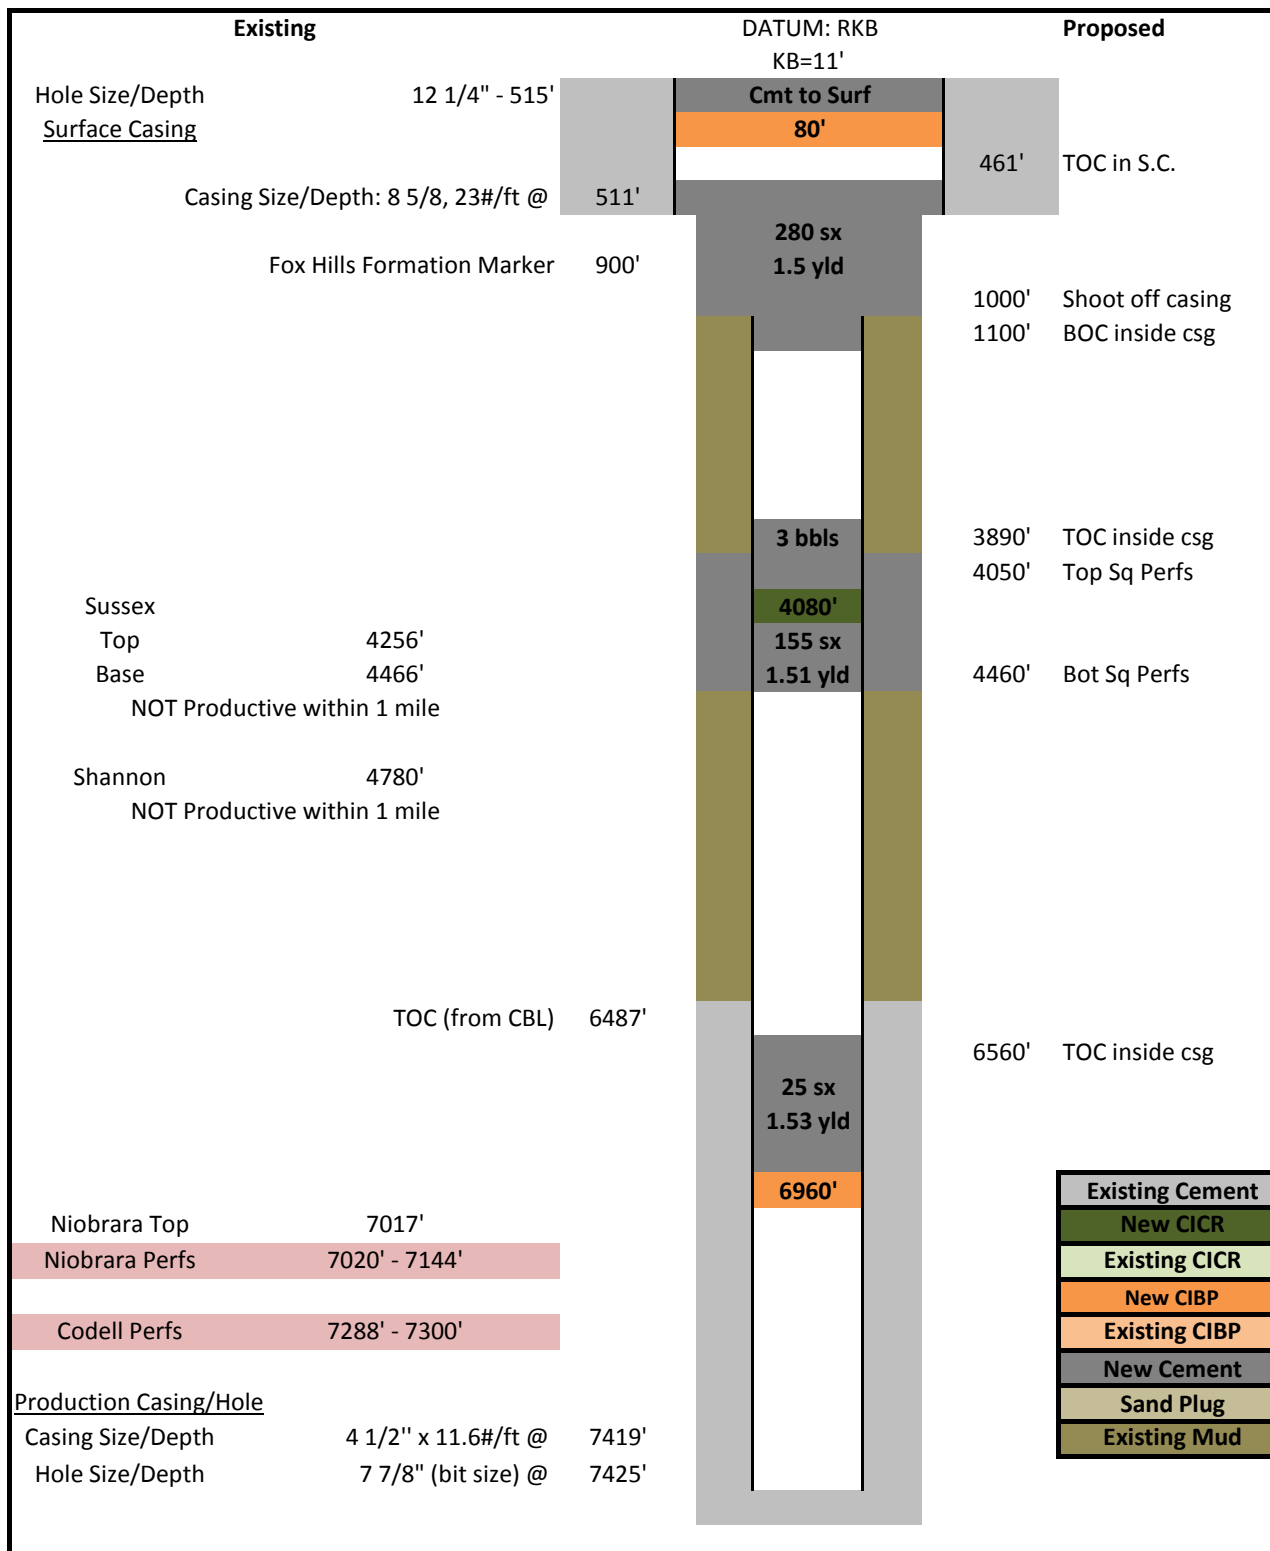 Existing DATUM: RKB Proposed
KB=11'
Hole Size/Depth 12 1/4" - 515' Cmt to Surf
Surface Casing 80'
461' TOC in S.C.
Casing Size/Depth: 8 5/8, 23#/ft @ 511'
280 sx
Fox Hills Formation Marker 900' 1.5 yld
1000' Shoot off casing
1100' BOC inside csg
3 bbls 3890' TOC inside csg
4050' Top Sq Perfs
Sussex 4080'
Top 4256' 155 sx
Base 4466' 1.51 yld 4460' Bot Sq Perfs
NOT Productive within 1 mile
Shannon 4780'
NOT Productive within 1 mile
TOC (from CBL) 6487'
6560' TOC inside csg
25 sx
1.53 yld
6960' Existing Cement
Niobrara Top 7017' New CICR
Niobrara Perfs 7020' - 7144' Existing CICR
New CIBP
Codell Perfs 7288' - 7300' Existing CIBP
New Cement
Production Casing/Hole Sand Plug
Casing Size/Depth 4 1/2'' x 11.6#/ft @ 7419' Existing Mud
Hole Size/Depth 7 7/8" (bit size) @ 7425'